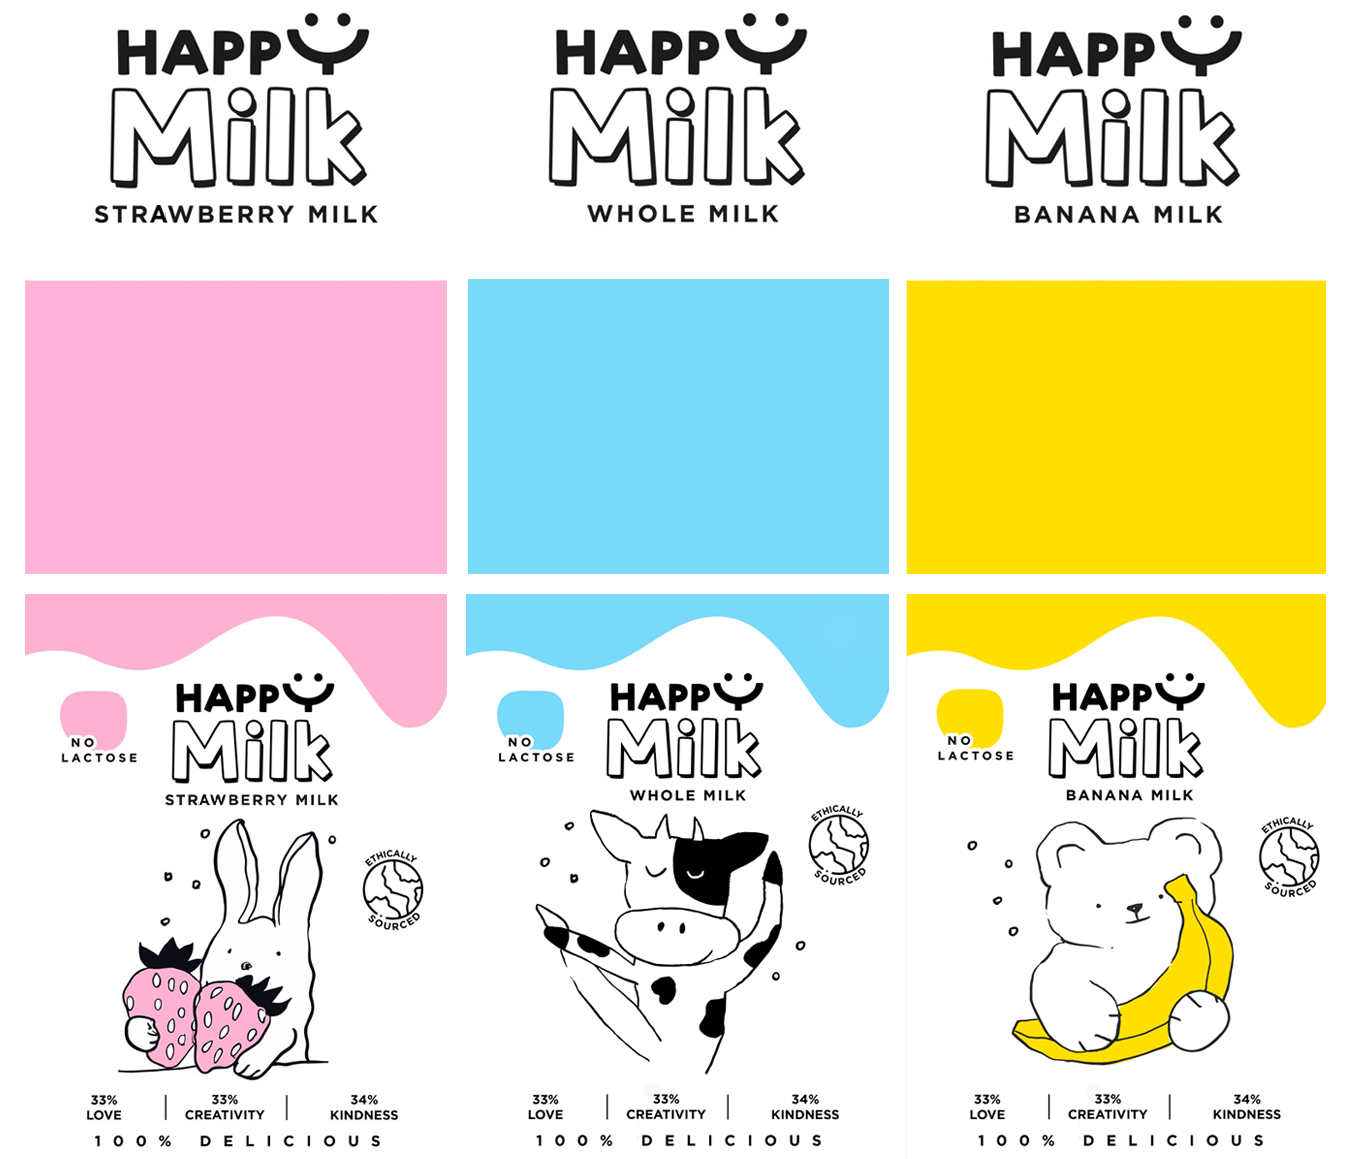 HAPPY
Milk
STRAWBERRY MILK
HAPPY
Milk
WHOLE MILK
HAPPY
Milk
BANANA MILK
NO
LACTOSE
HAPPY
Milk
STRAWBERRY MILK
ETHICALLY
SOURCED
33%
LOVE
33%
CREATIVITY
34%
KINDNESS
100% DELICIOUS
NO
LACTOSE
HAPPY
Milk
WHOLE MILK
ETHICALLY
SOURCED
33%
LOVE
33%
CREATIVITY
34%
KINDNESS
100% DELICIOUS
NO
LACTOSE
HAPPY
Milk
BANANA MILK
ETHICALLY
SOURCED
33%
LOVE
33%
CREATIVITY
34%
KINDNESS
100% DELICIOUS